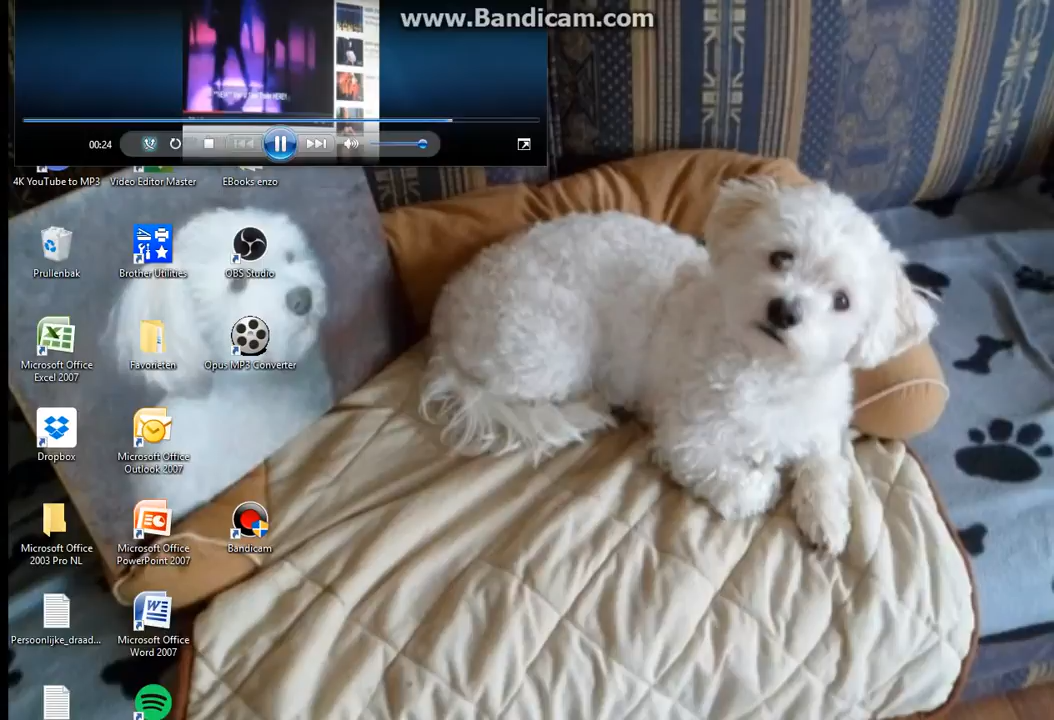 www.Bandicam.com
00:24
4K YouTube to MP3
Video Editor Master
EBooks enzo
Prullenbak
Brother Utilities
OBS Studio
Microsoft Office
Excel 2007
Favorieten
Opus MP3 Converter
Dropbox
Microsoft Office
Outlook 2007
Microsoft Office
2003 Pro NL
Microsoft Office
PowerPoint 2007
Bandicam
Persoonlijke_draad...
Microsoft Office
Word 2007